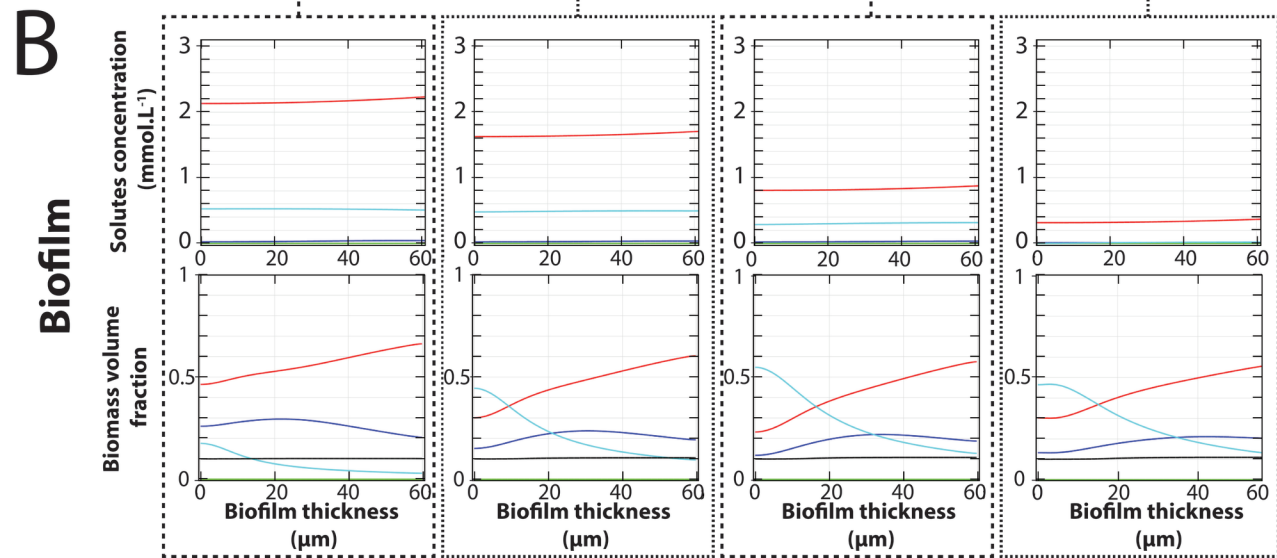 B
Biofilm
Solutes concentration
(mmol.L-1)
3
2
1
0
0 20 40 60
3
2
1
0
0 20 40 60
3
2
1
0
0 20 40 60
3
2
1
0
0 20 40 60
Biomass volume
fraction
1
0.5
0
0 20 40 60
Biofilm thickness
(µm)
1
0.5
0
0 20 40 60
Biofilm thickness
(µm)
1
0.5
0
0 20 40 60
Biofilm thickness
(µm)
1
0.5
0
0 20 40 60
Biofilm thickness
(µm)